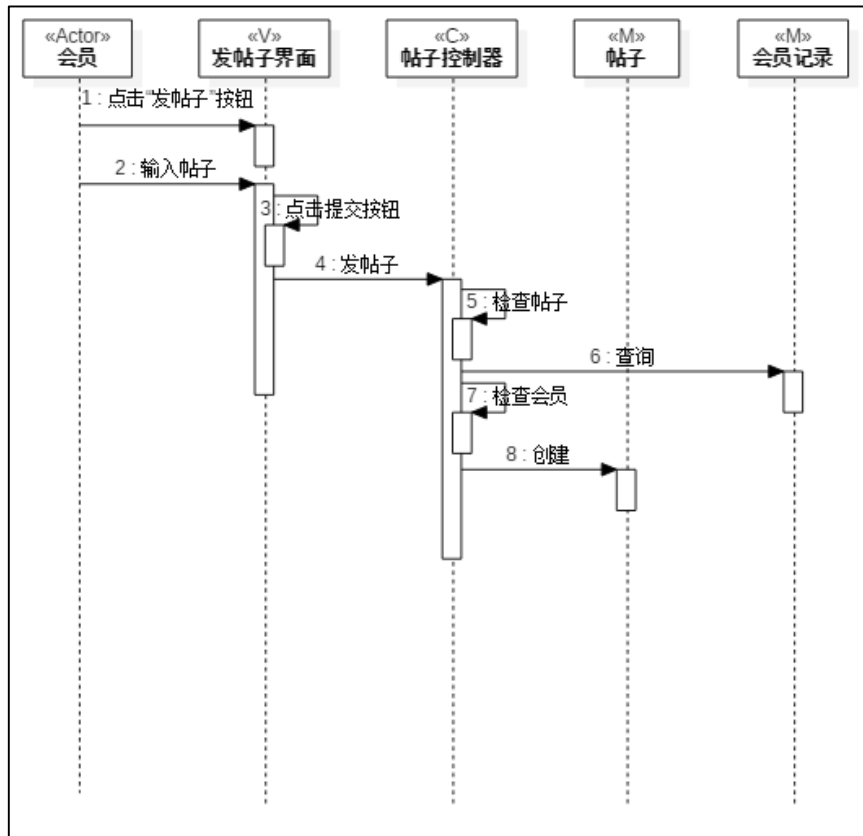 «Actor»
会员
«V»
发帖子界面
«C»
帖子控制器
«M»
帖子
«M»
会员记录
1 : 点击“发帖子”按钮
2 : 输入帖子
3 : 点击提交按钮
4 : 发帖子
5 : 检查帖子
6 : 查询
7 : 检查会员
8 : 创建